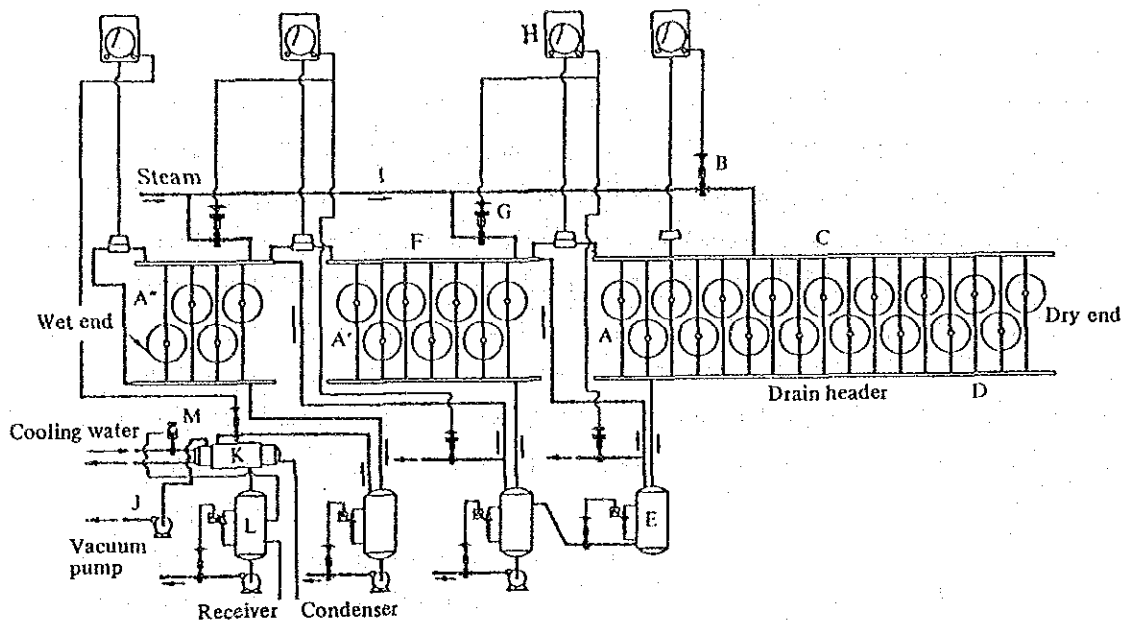 H
B
Steam
I
G
F
C
A"
Wet end
A'
A
Dry end
Drain header
D
M
Cooling water
K
J
L
E
Vacuum
pump
Receiver
Condenser